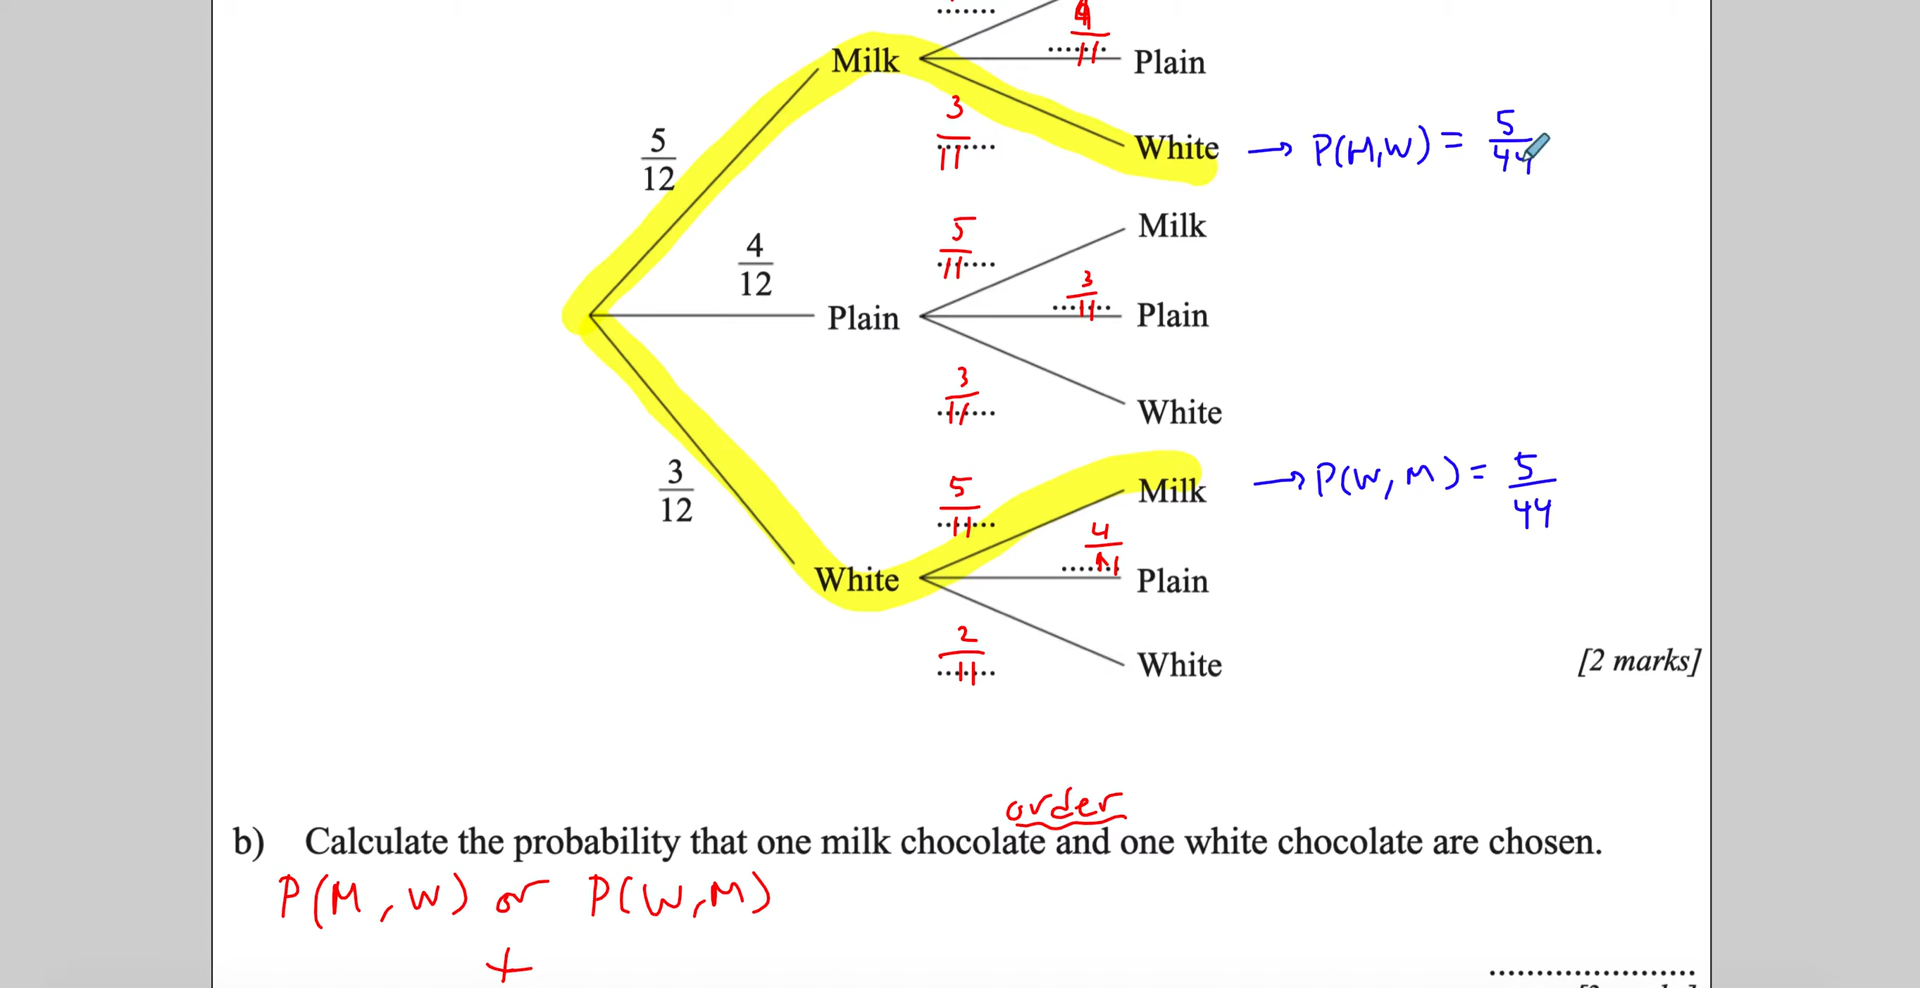 4/11
Milk
Plain
3/11
5/12
White → P(M,W) = 5/44
5/11
Milk
4/12
3/11
Plain
Plain
3/11
White
3/12
5/11
Milk → P(W,M) = 5/44
4/11
White
Plain
2/11
White
[2 marks]
order
b) Calculate the probability that one milk chocolate and one white chocolate are chosen.
P(M,W) or P(W,M)
+